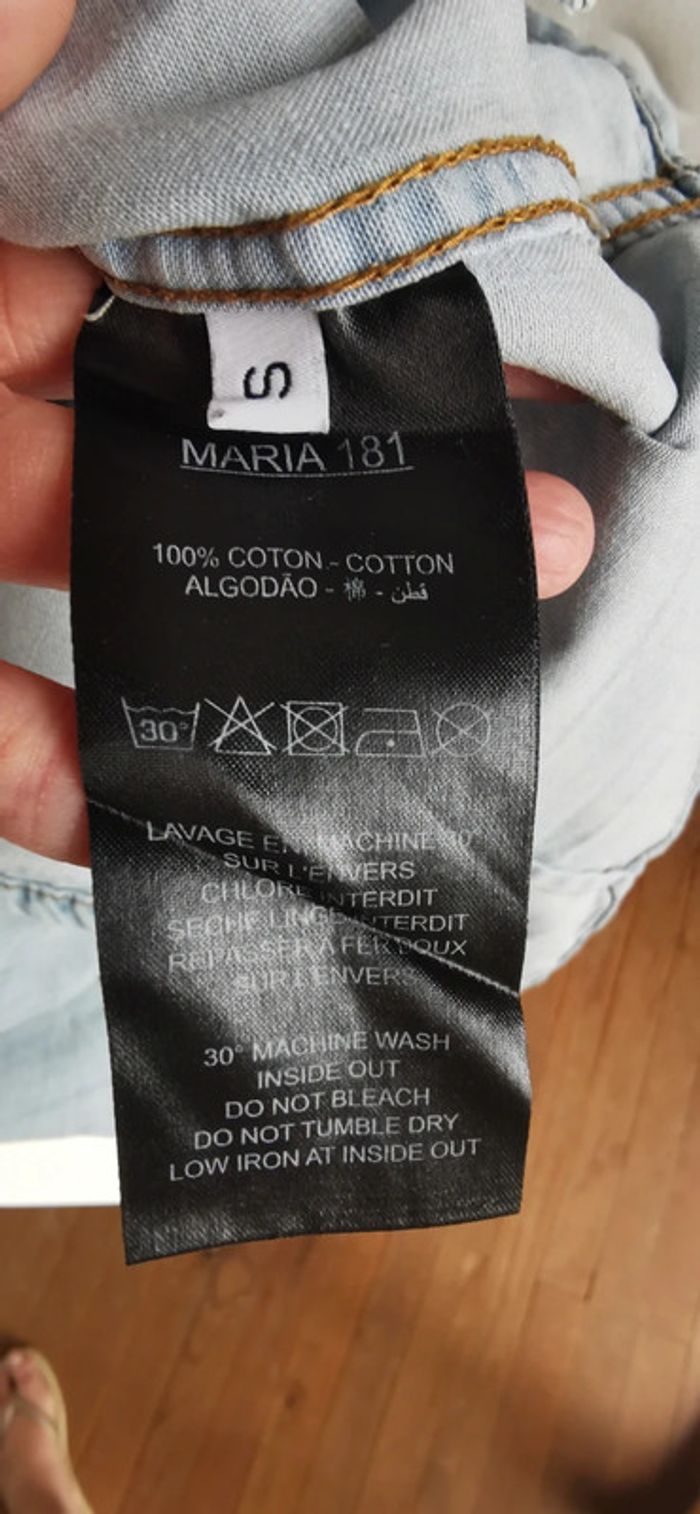 S
MARIA 181
100% COTON - COTTON
ALGODÃO - 棉 - قطن
30°
LAVAGE EN MACHINE 30°
SUR L'ENVERS
CHLORE INTERDIT
SECHE LINGE INTERDIT
REPASSER A FER DOUX
SUR L'ENVERS
30° MACHINE WASH
INSIDE OUT
DO NOT BLEACH
DO NOT TUMBLE DRY
LOW IRON AT INSIDE OUT